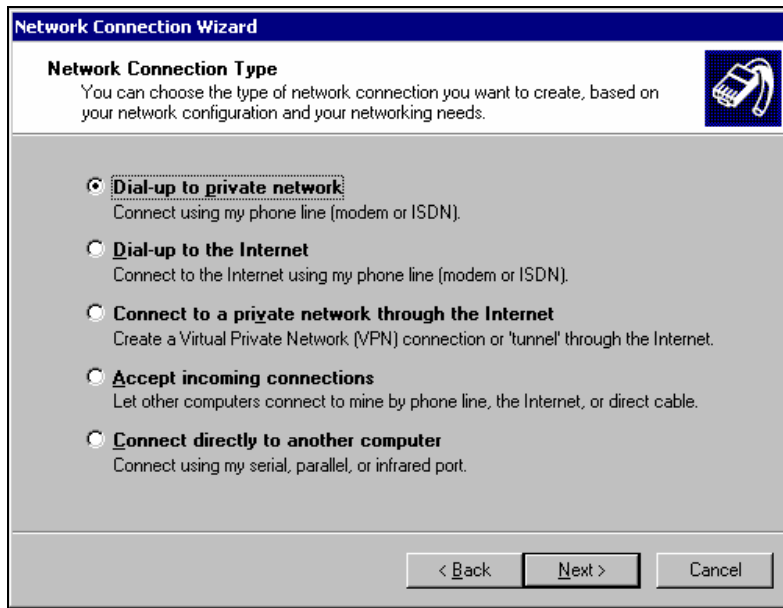 Network Connection Wizard
Network Connection Type
You can choose the type of network connection you want to create, based on
your network configuration and your networking needs.
Dial-up to private network
Connect using my phone line (modem or ISDN).
Dial-up to the Internet
Connect to the Internet using my phone line (modem or ISDN).
Connect to a private network through the Internet
Create a Virtual Private Network (VPN) connection or 'tunnel' through the Internet.
Accept incoming connections
Let other computers connect to mine by phone line, the Internet, or direct cable.
Connect directly to another computer
Connect using my serial, parallel, or infrared port.
< Back Next > Cancel